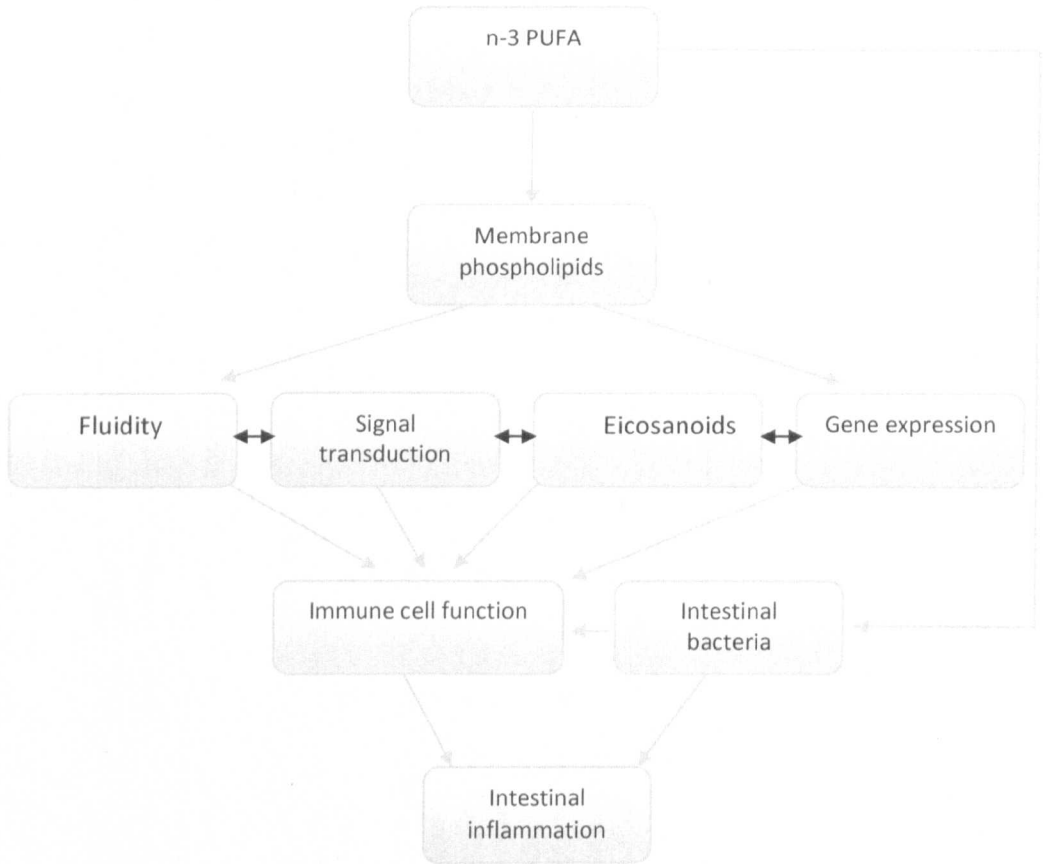 n-3 PUFA
Membrane
phospholipids
Fluidity
Signal
transduction
Eicosanoids
Gene expression
Immune cell function
Intestinal
bacteria
Intestinal
inflammation